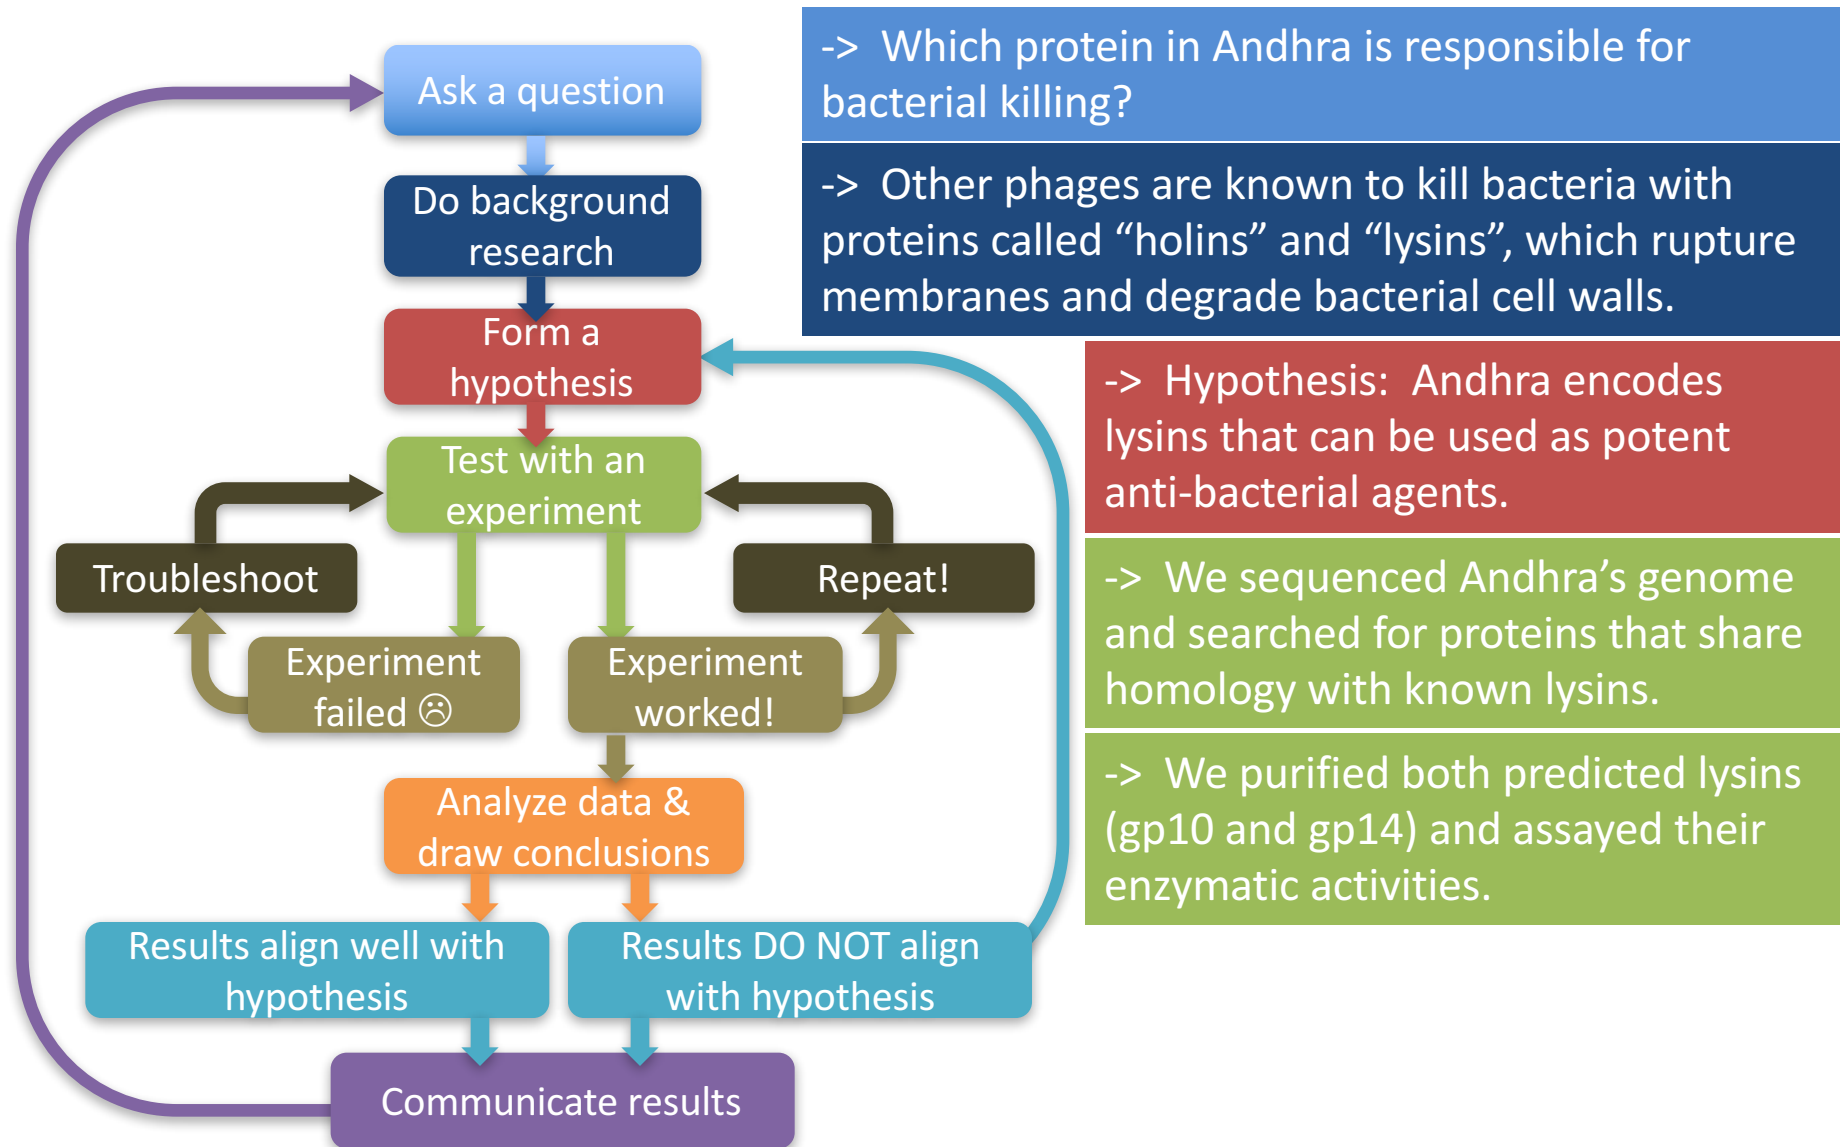 Ask a question
Do background
research
Form a
hypothesis
Test with an
experiment
Troubleshoot
Repeat!
Experiment
failed ☹
Experiment
worked!
Analyze data &
draw conclusions
Results align well with
hypothesis
Results DO NOT align
with hypothesis
Communicate results
-> Which protein in Andhra is responsible for
bacterial killing?
-> Other phages are known to kill bacteria with
proteins called “holins” and “lysins”, which rupture
membranes and degrade bacterial cell walls.
-> Hypothesis: Andhra encodes
lysins that can be used as potent
anti-bacterial agents.
-> We sequenced Andhra’s genome
and searched for proteins that share
homology with known lysins.
-> We purified both predicted lysins
(gp10 and gp14) and assayed their
enzymatic activities.